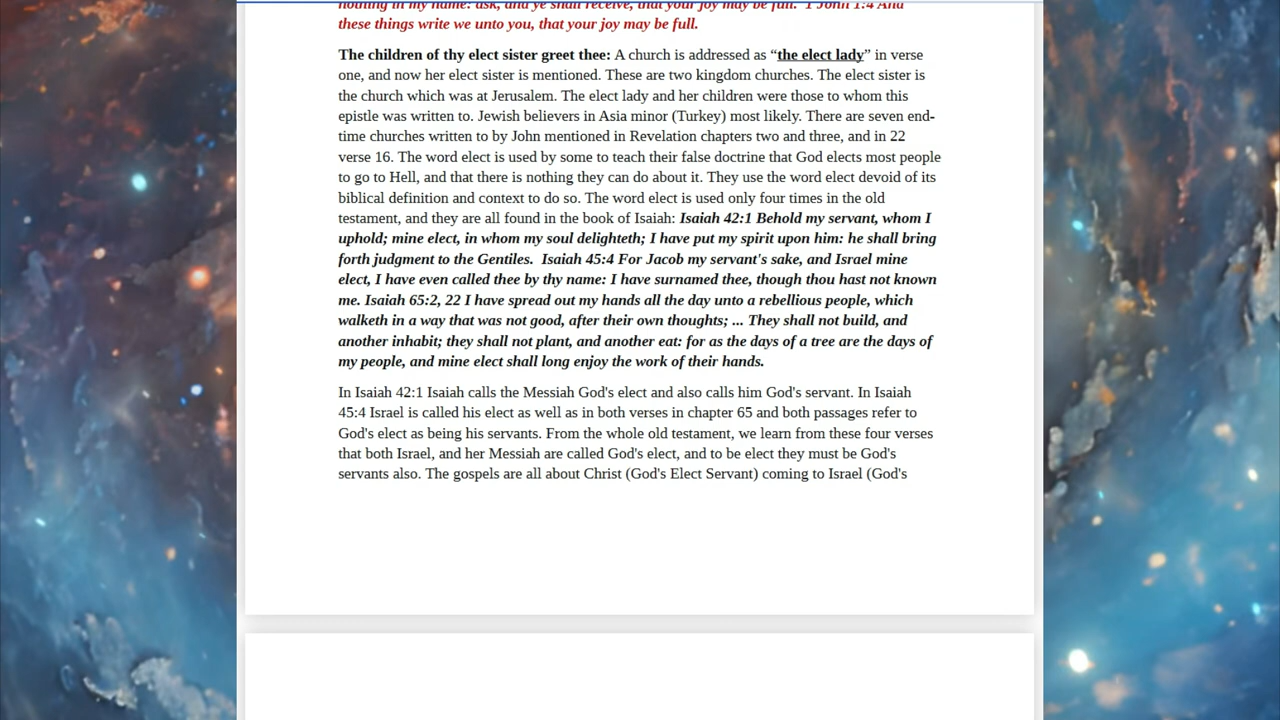 nothing in my name: ask, and ye shall receive, that your joy may be full.  1 John 1:4 And
these things write we unto you, that your joy may be full.
The children of thy elect sister greet thee: A church is addressed as “the elect lady” in verse
one, and now her elect sister is mentioned. These are two kingdom churches. The elect sister is
the church which was at Jerusalem. The elect lady and her children were those to whom this
epistle was written to. Jewish believers in Asia minor (Turkey) most likely. There are seven end-
time churches written to by John mentioned in Revelation chapters two and three, and in 22
verse 16. The word elect is used by some to teach their false doctrine that God elects most people
to go to Hell, and that there is nothing they can do about it. They use the word elect devoid of its
biblical definition and context to do so. The word elect is used only four times in the old
testament, and they are all found in the book of Isaiah: Isaiah 42:1 Behold my servant, whom I
uphold; mine elect, in whom my soul delighteth; I have put my spirit upon him: he shall bring
forth judgment to the Gentiles.  Isaiah 45:4 For Jacob my servant's sake, and Israel mine
elect, I have even called thee by thy name: I have surnamed thee, though thou hast not known
me. Isaiah 65:2, 22 I have spread out my hands all the day unto a rebellious people, which
walketh in a way that was not good, after their own thoughts; ... They shall not build, and
another inhabit; they shall not plant, and another eat: for as the days of a tree are the days of
my people, and mine elect shall long enjoy the work of their hands.
In Isaiah 42:1 Isaiah calls the Messiah God's elect and also calls him God's servant. In Isaiah
45:4 Israel is called his elect as well as in both verses in chapter 65 and both passages refer to
God's elect as being his servants. From the whole old testament, we learn from these four verses
that both Israel, and her Messiah are called God's elect, and to be elect they must be God's
servants also. The gospels are all about Christ (God's Elect Servant) coming to Israel (God's